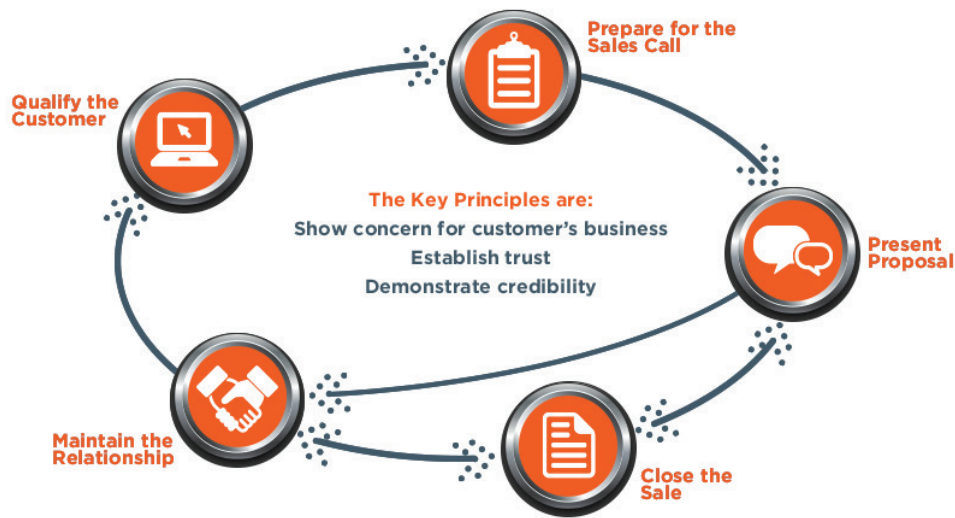 Prepare for the
Sales Call
Qualify the
Customer
The Key Principles are:
Show concern for customer's business
Establish trust
Demonstrate credibility
Present
Proposal
Maintain the
Relationship
Close the
Sale